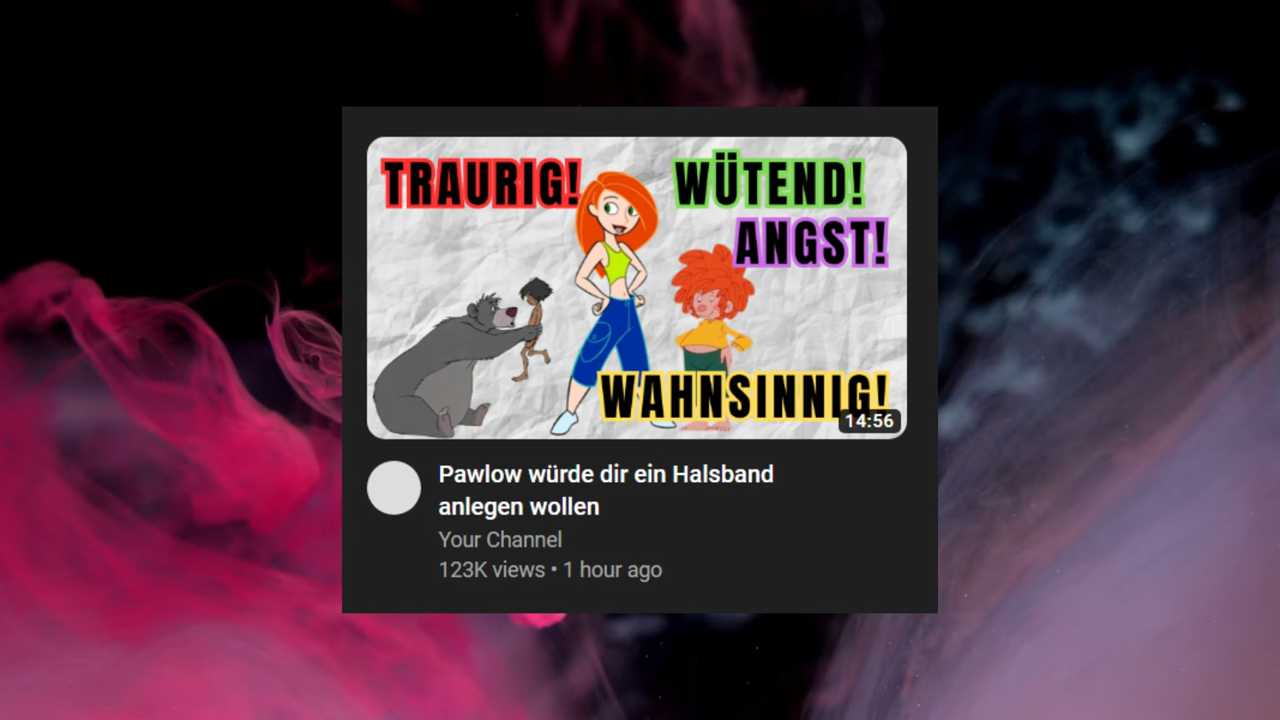 TRAURIG!
WÜTEND!
ANGST!
WAHNSINNIG!
14:56
Pawlow würde dir ein Halsband
anlegen wollen
Your Channel
123K views • 1 hour ago